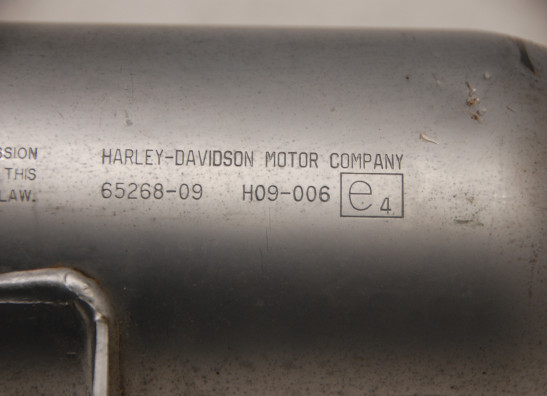 SSION
THIS
LAW.
HARLEY-DAVIDSON MOTOR COMPANY
65268-09 H09-006 e4